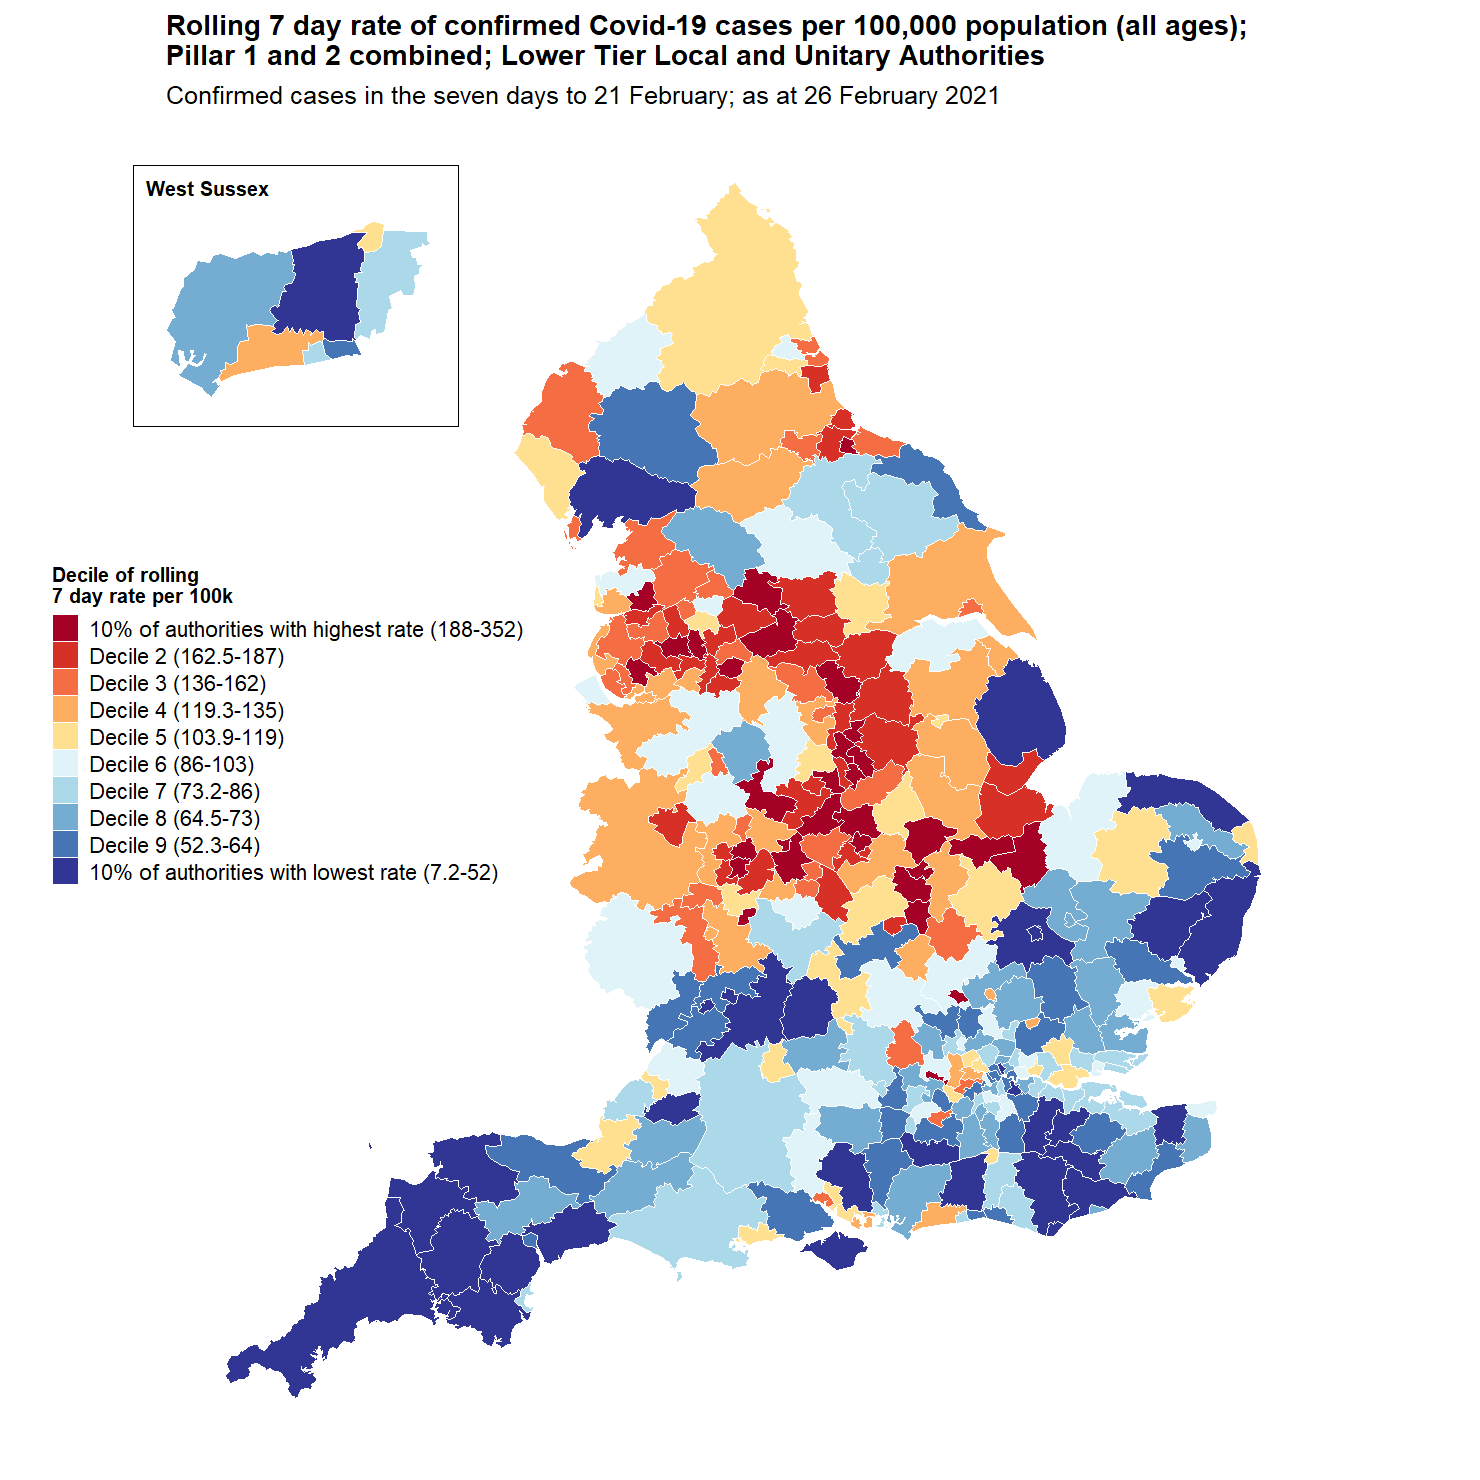 Rolling 7 day rate of confirmed Covid-19 cases per 100,000 population (all ages);
Pillar 1 and 2 combined; Lower Tier Local and Unitary Authorities
Confirmed cases in the seven days to 21 February; as at 26 February 2021
West Sussex
Decile of rolling
7 day rate per 100k
10% of authorities with highest rate (188-352)
Decile 2 (162.5-187)
Decile 3 (136-162)
Decile 4 (119.3-135)
Decile 5 (103.9-119)
Decile 6 (86-103)
Decile 7 (73.2-86)
Decile 8 (64.5-73)
Decile 9 (52.3-64)
10% of authorities with lowest rate (7.2-52)